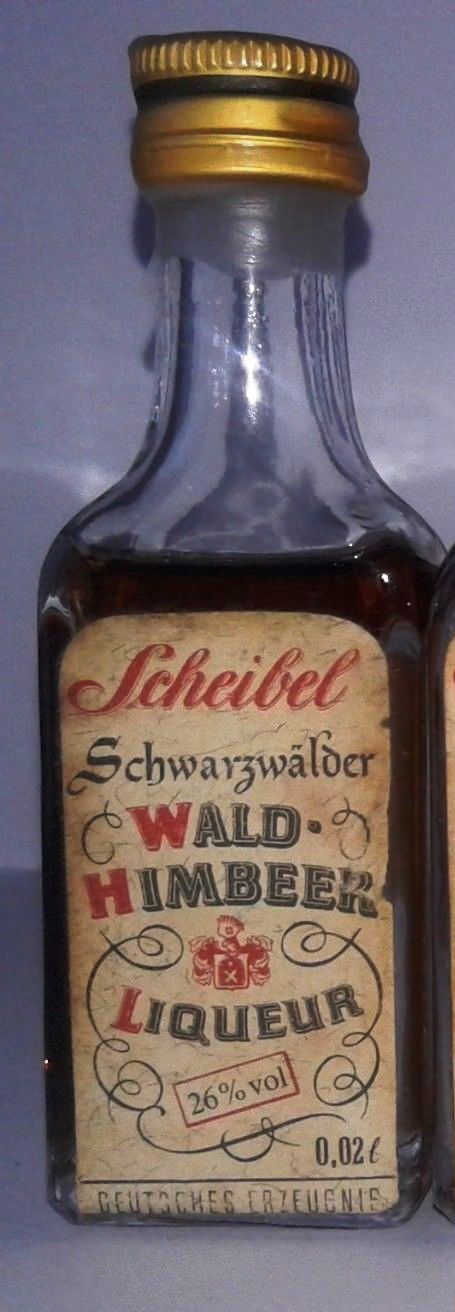 Scheibel
Schwarzwälder
WALD-
HIMBEER
LIQUEUR
26% vol
0,02 ℓ
DEUTSCHES ERZEUGNIS